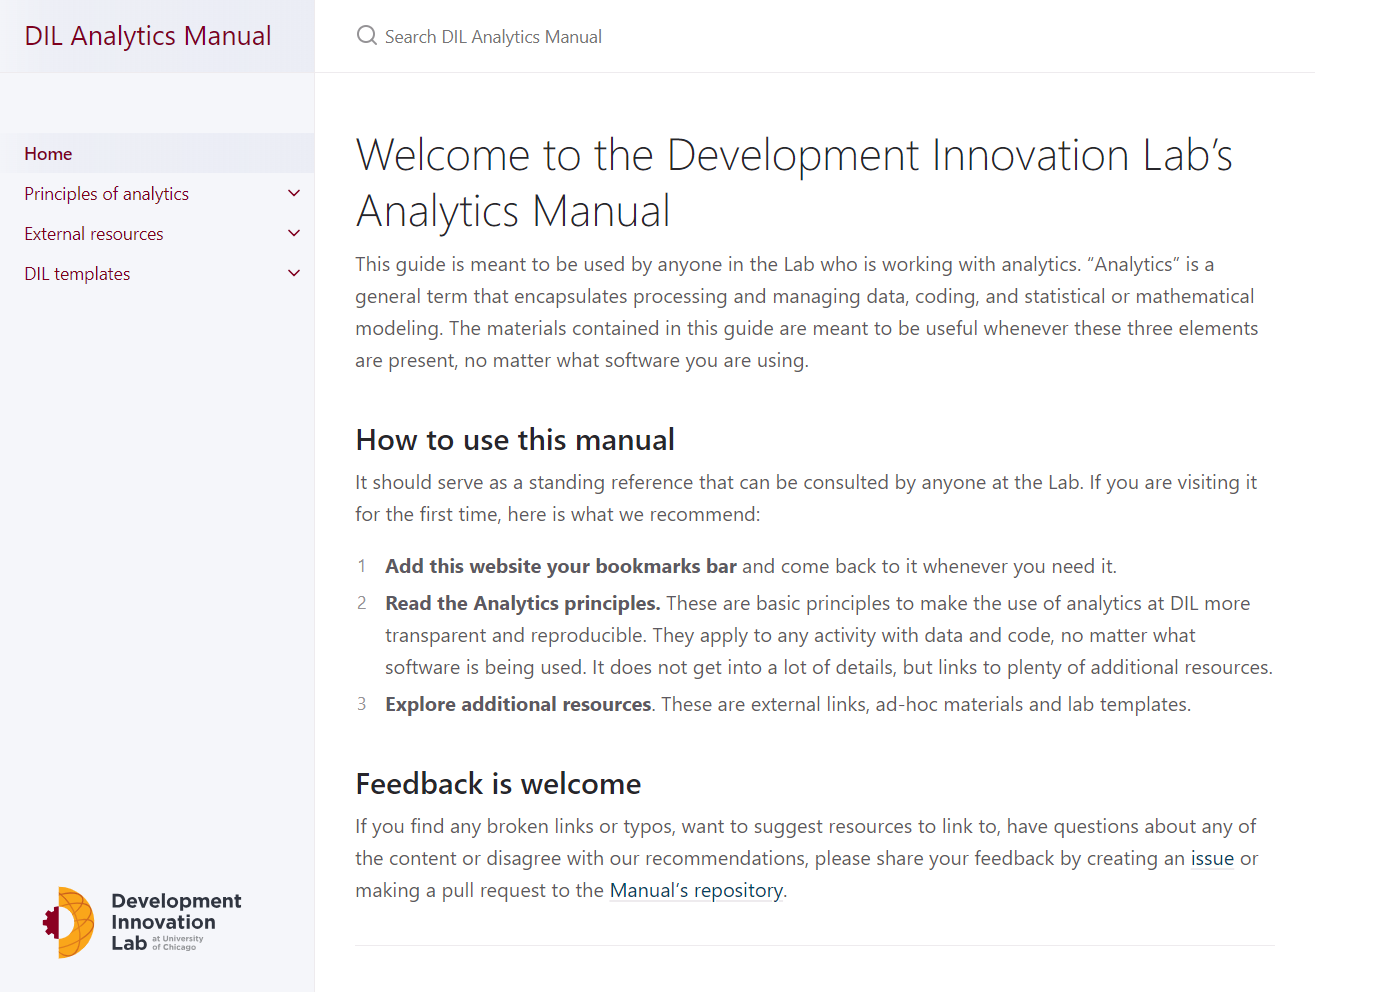 DIL Analytics Manual
Search DIL Analytics Manual
Home
Principles of analytics
External resources
DIL templates
Welcome to the Development Innovation Lab’s
Analytics Manual
This guide is meant to be used by anyone in the Lab who is working with analytics. “Analytics” is a
general term that encapsulates processing and managing data, coding, and statistical or mathematical
modeling. The materials contained in this guide are meant to be useful whenever these three elements
are present, no matter what software you are using.
How to use this manual
It should serve as a standing reference that can be consulted by anyone at the Lab. If you are visiting it
for the first time, here is what we recommend:
1 Add this website your bookmarks bar and come back to it whenever you need it.
2 Read the Analytics principles. These are basic principles to make the use of analytics at DIL more
transparent and reproducible. They apply to any activity with data and code, no matter what
software is being used. It does not get into a lot of details, but links to plenty of additional resources.
3 Explore additional resources. These are external links, ad-hoc materials and lab templates.
Feedback is welcome
If you find any broken links or typos, want to suggest resources to link to, have questions about any of
the content or disagree with our recommendations, please share your feedback by creating an issue or
making a pull request to the Manual’s repository.
Development
Innovation
Lab at University
of Chicago